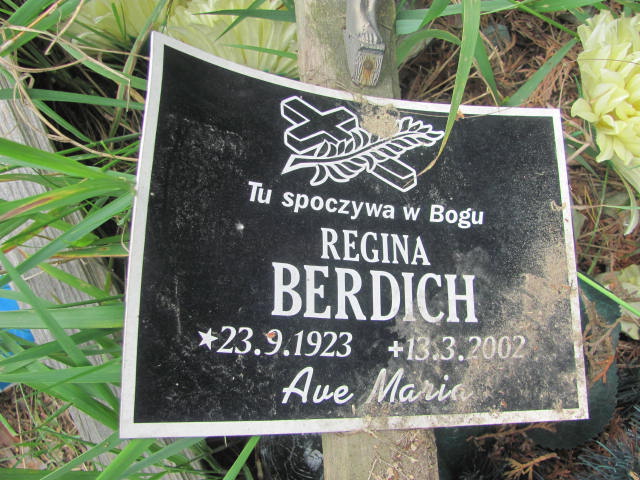 Tu spoczywa w Bogu
REGINA
BERDICH
★23.9.1923 +13.3.2002
Ave Maria